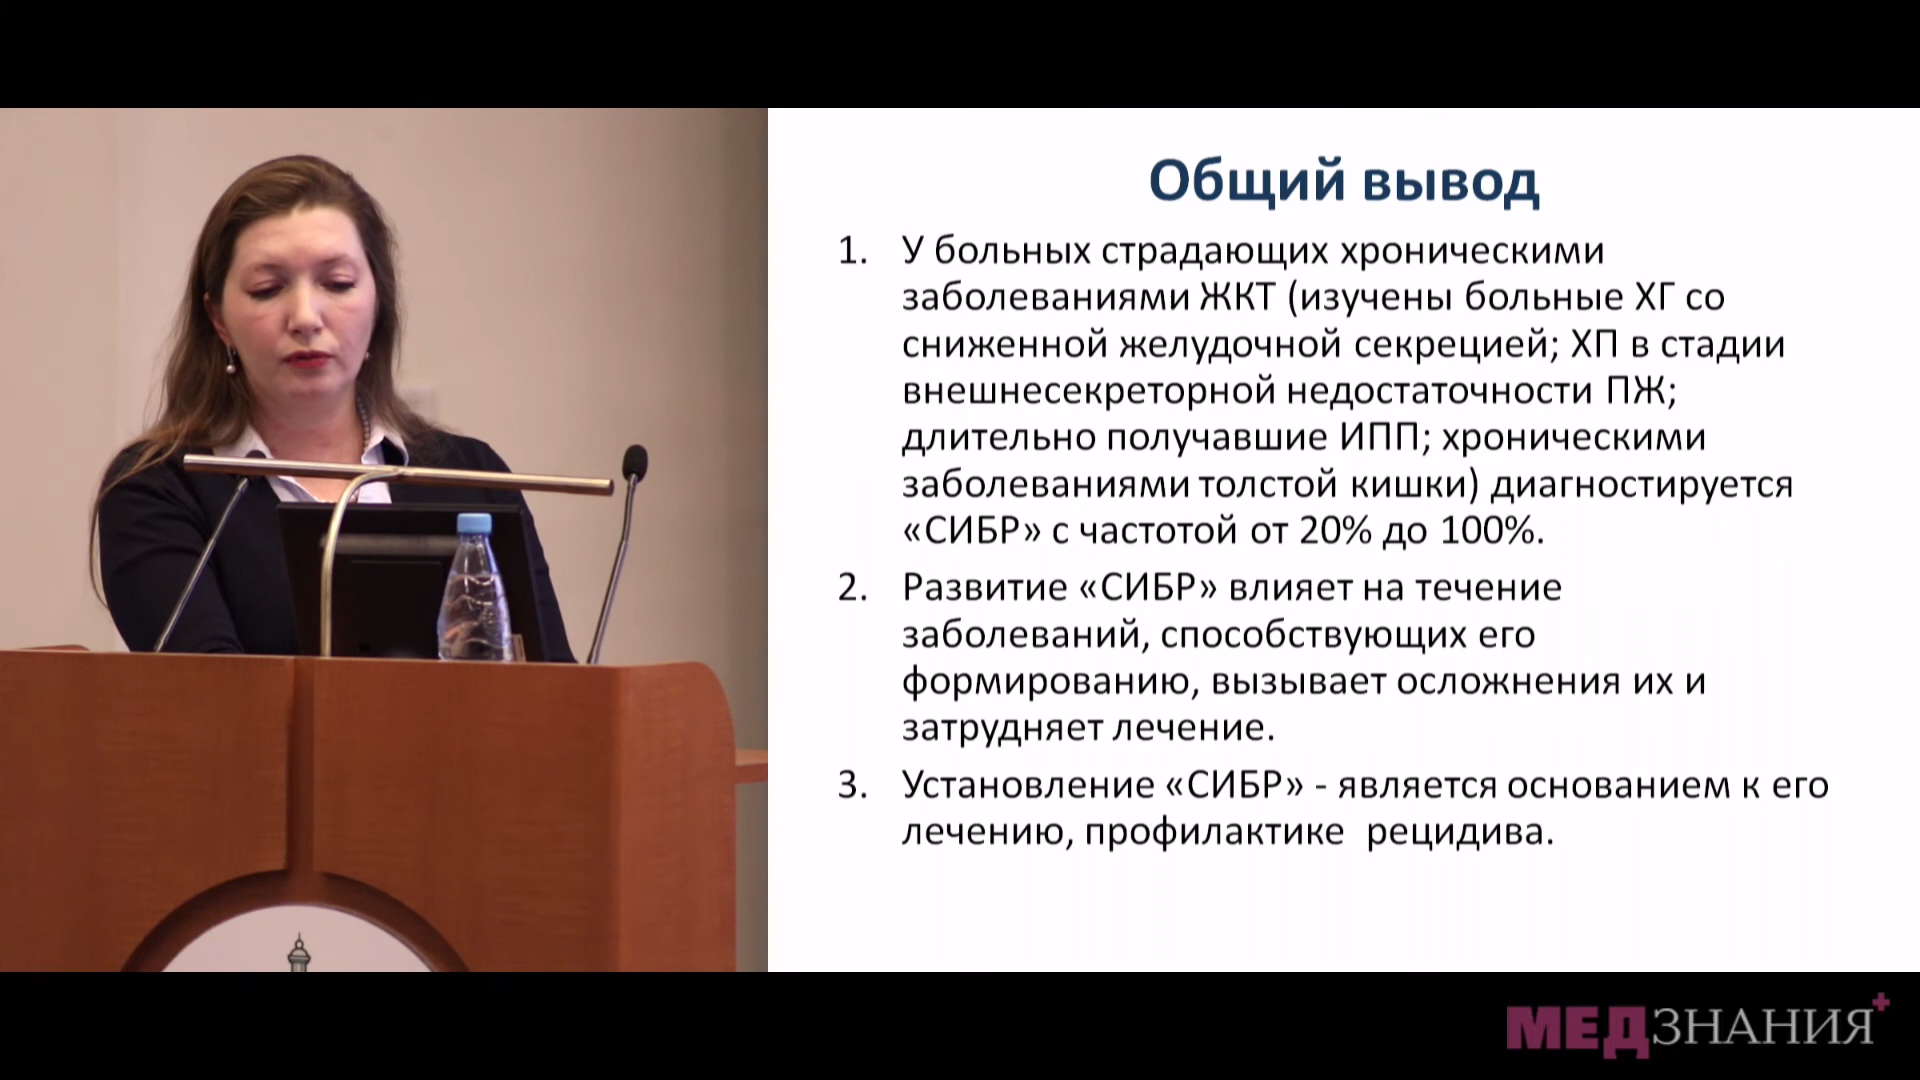 Общий вывод
1. У больных страдающих хроническими
заболеваниями ЖКТ (изучены больные ХГ со
сниженной желудочной секрецией; ХП в стадии
внешнесекреторной недостаточности ПЖ;
длительно получавшие ИПП; хроническими
заболеваниями толстой кишки) диагностируется
«СИБР» с частотой от 20% до 100%.
2. Развитие «СИБР» влияет на течение
заболеваний, способствующих его
формированию, вызывает осложнения их и
затрудняет лечение.
3. Установление «СИБР» - является основанием к его
лечению, профилактике  рецидива.
МЕДЗНАНИЯ+